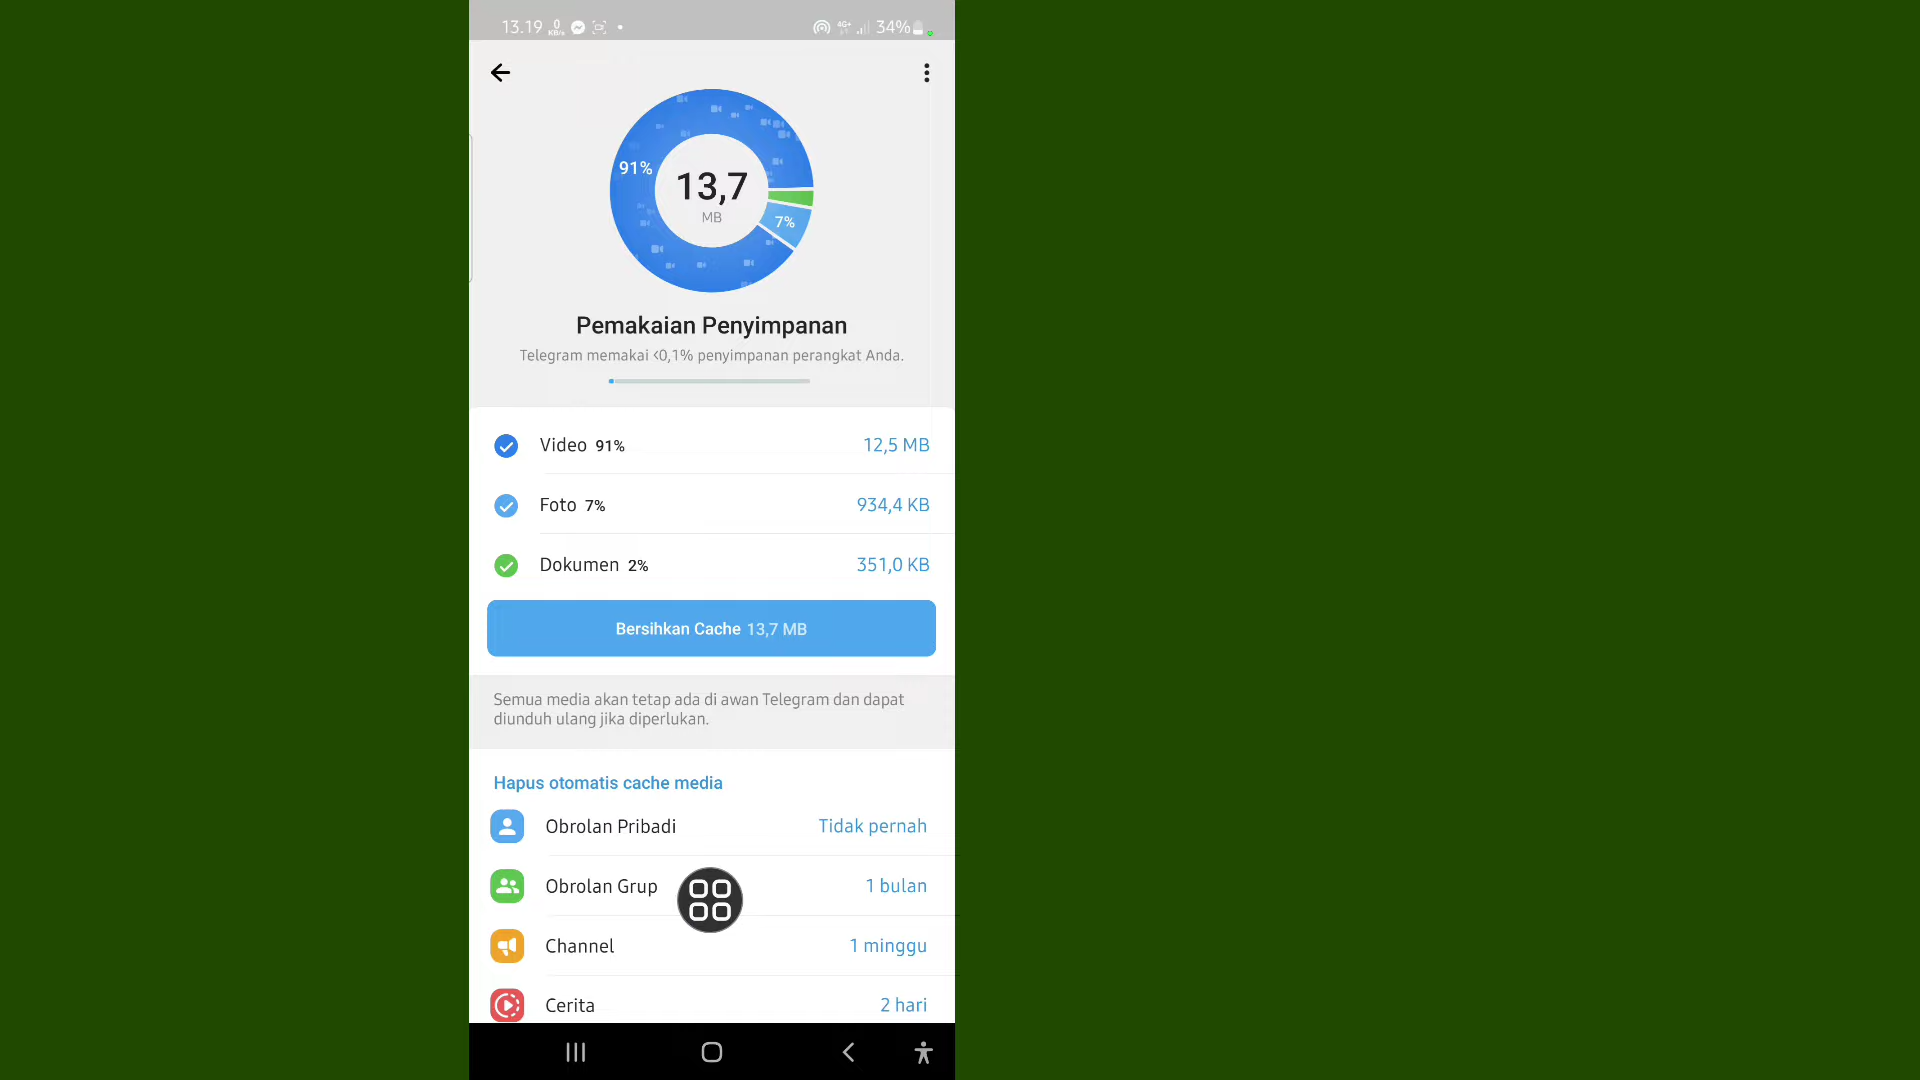 13.19 0 KB/s 4G+ 34%
91%
13,7
MB
7%
Pemakaian Penyimpanan
Telegram memakai <0,1% penyimpanan perangkat Anda.
Video 91% 12,5 MB
Foto 7% 934,4 KB
Dokumen 2% 351,0 KB
Bersihkan Cache 13,7 MB
Semua media akan tetap ada di awan Telegram dan dapat
diunduh ulang jika diperlukan.
Hapus otomatis cache media
Obrolan Pribadi Tidak pernah
Obrolan Grup 1 bulan
Channel 1 minggu
Cerita 2 hari